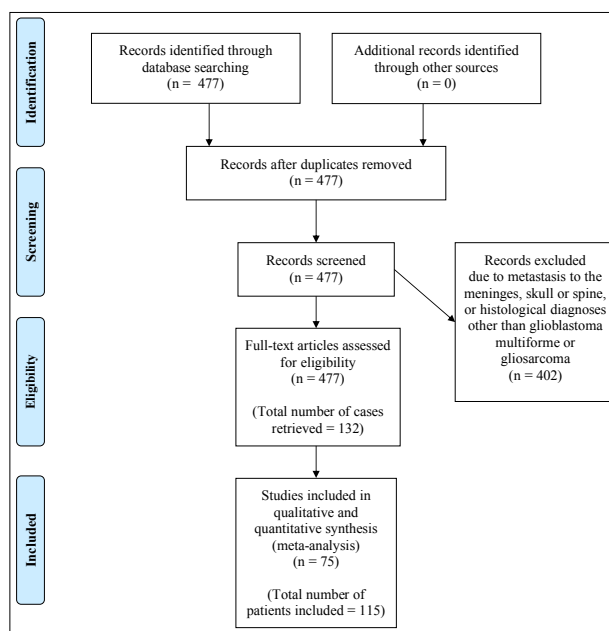 Identification
Records identified through
database searching
(n = 477)
Additional records identified
through other sources
(n = 0)
Records after duplicates removed
(n = 477)
Screening
Records screened
(n = 477)
Records excluded
due to metastasis to the
meninges, skull or spine,
or histological diagnoses
other than glioblastoma
multiforme or
gliosarcoma
(n = 402)
Eligibility
Full-text articles assessed
for eligibility
n = 477)
(Total number of cases
retrieved = 132)
Included
Studies included in
qualitative and
quantitative synthesis
(meta-analysis)
(n = 75)
(Total number of
patients included = 115)